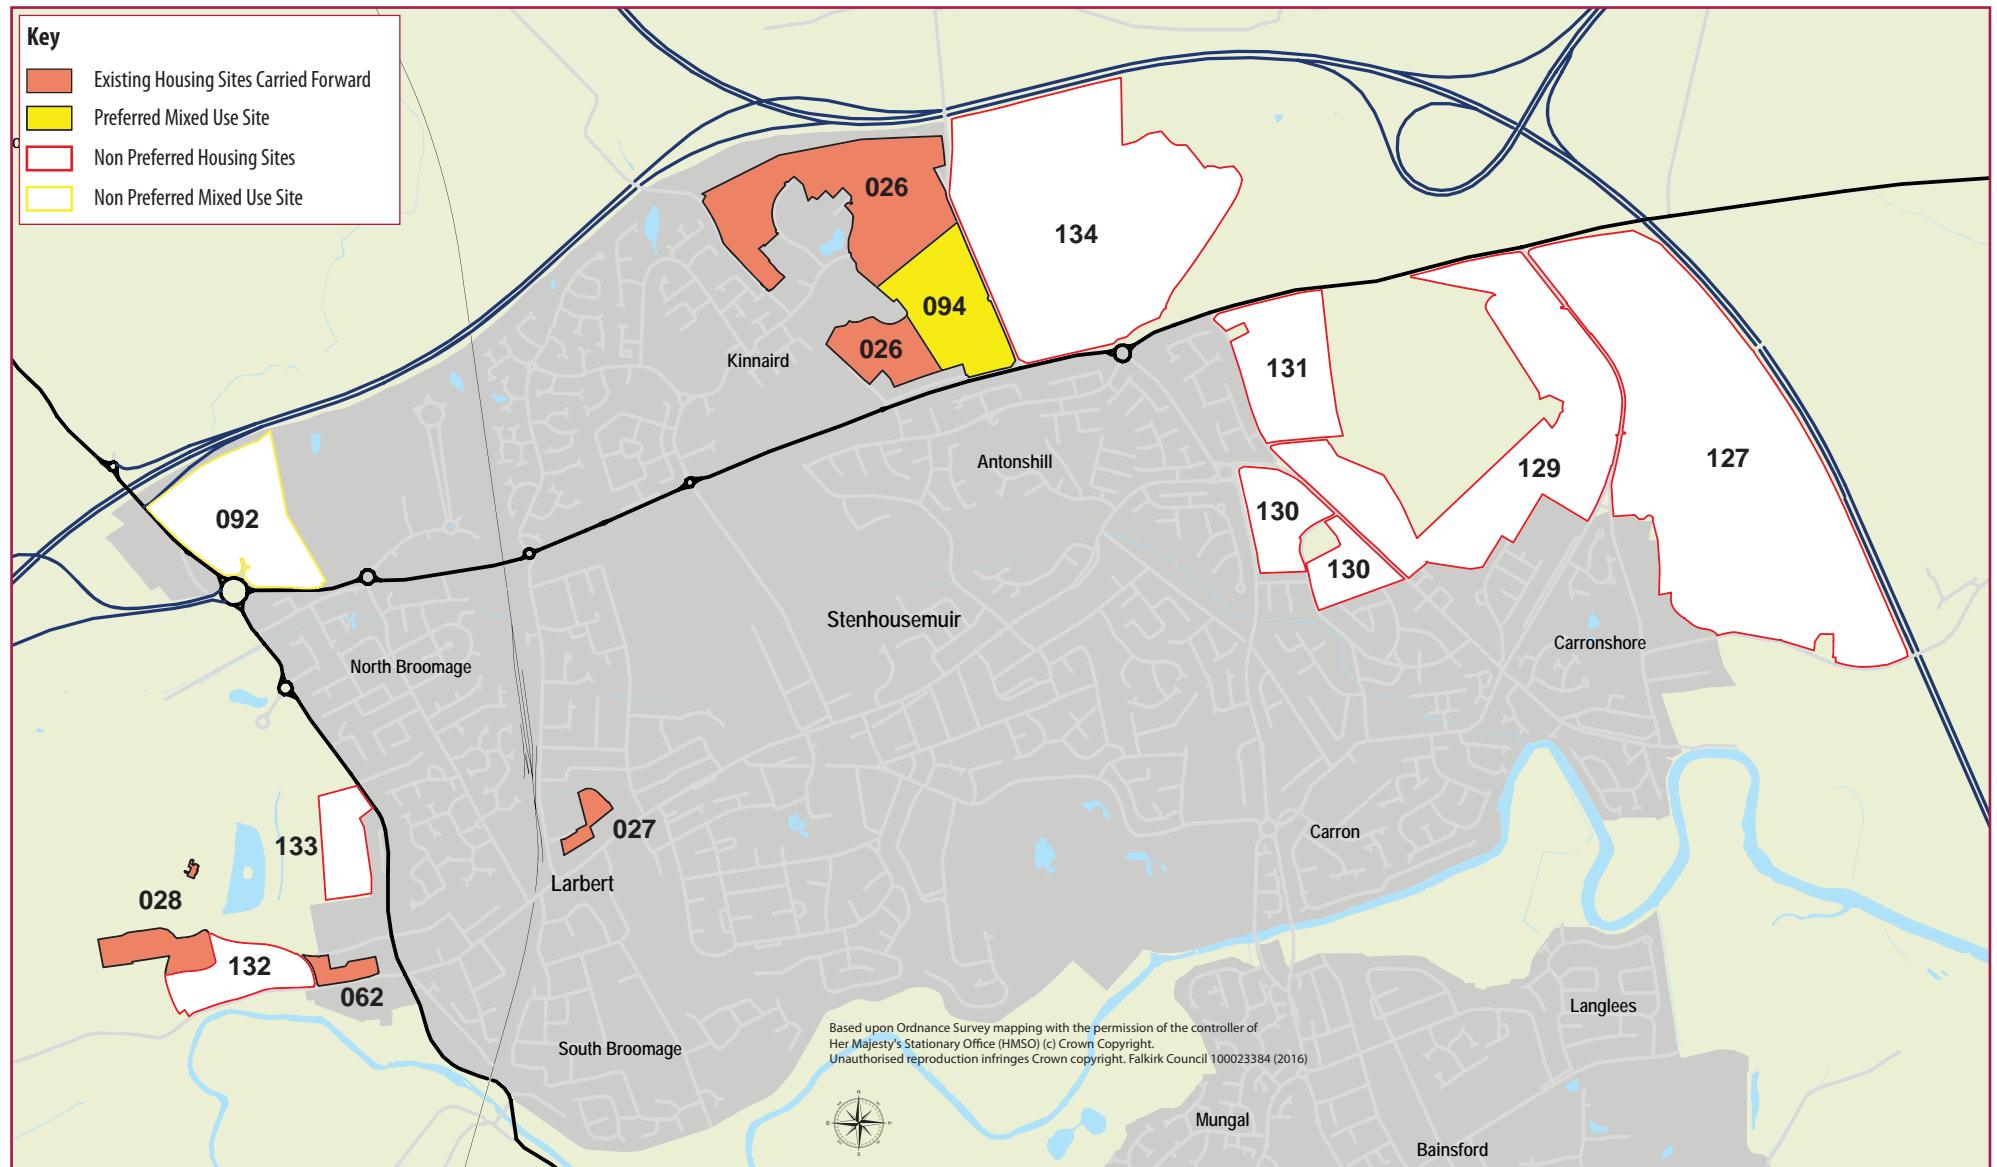 Key
Existing Housing Sites Carried Forward
Preferred Mixed Use Site
Non Preferred Housing Sites
Non Preferred Mixed Use Site
026
134
094
026
Kinnaird
131
Antonshill
127
129
092
130
130
Stenhousemuir
Carronshore
North Broomage
027
Carron
133
Larbert
028
132
062
Langlees
Based upon Ordnance Survey mapping with the permission of the controller of
Her Majesty's Stationary Office (HMSO) (c) Crown Copyright.
Unauthorised reproduction infringes Crown copyright. Falkirk Council 100023384 (2016)
South Broomage
Mungal
Bainsford